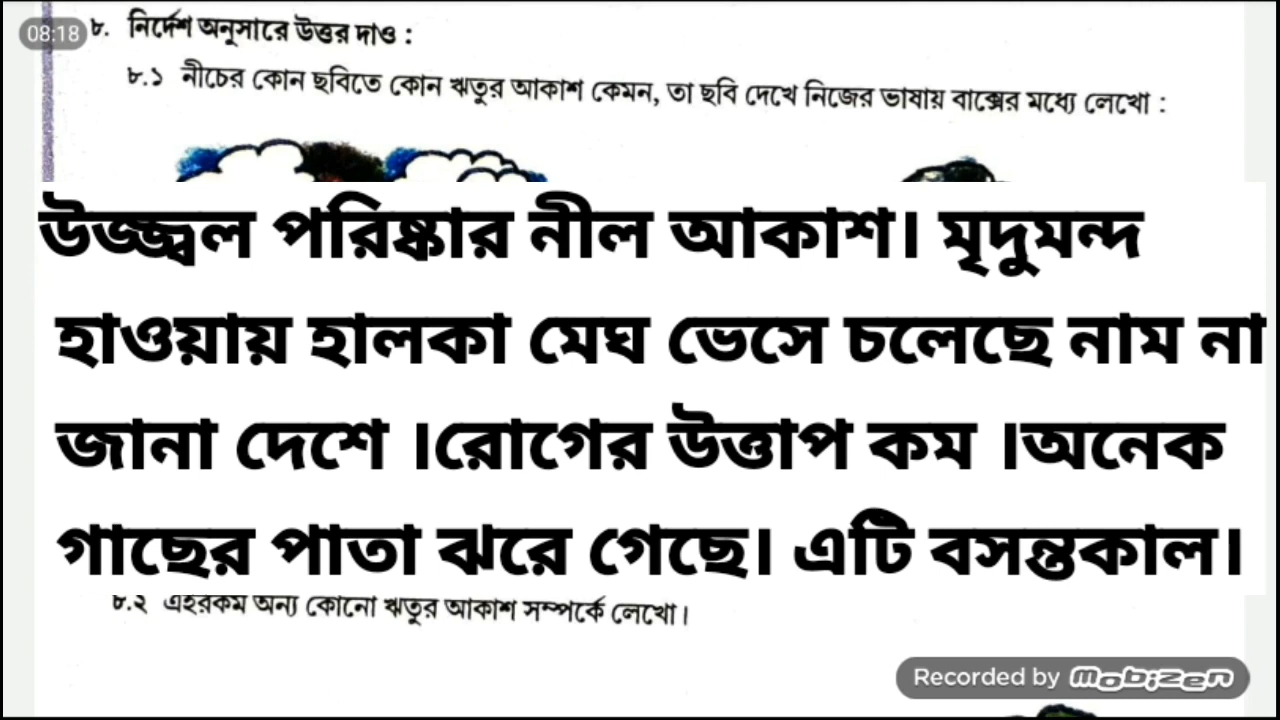 08:18
৮. নির্দেশ অনুসারে উত্তর দাও :
৮.১ নীচের কোন ছবিতে কোন ঋতুর আকাশ কেমন, তা ছবি দেখে নিজের ভাষায় বাক্সের মধ্যে লেখো :
উজ্জ্বল পরিষ্কার নীল আকাশ। মৃদুমন্দ
হাওয়ায় হালকা মেঘ ভেসে চলেছে নাম না
জানা দেশে ।রোগের উত্তাপ কম ।অনেক
গাছের পাতা ঝরে গেছে। এটি বসন্তকাল।
৮.২ এইরকম অন্য কোনো ঋতুর আকাশ সম্পর্কে লেখো।
Recorded by mobizen